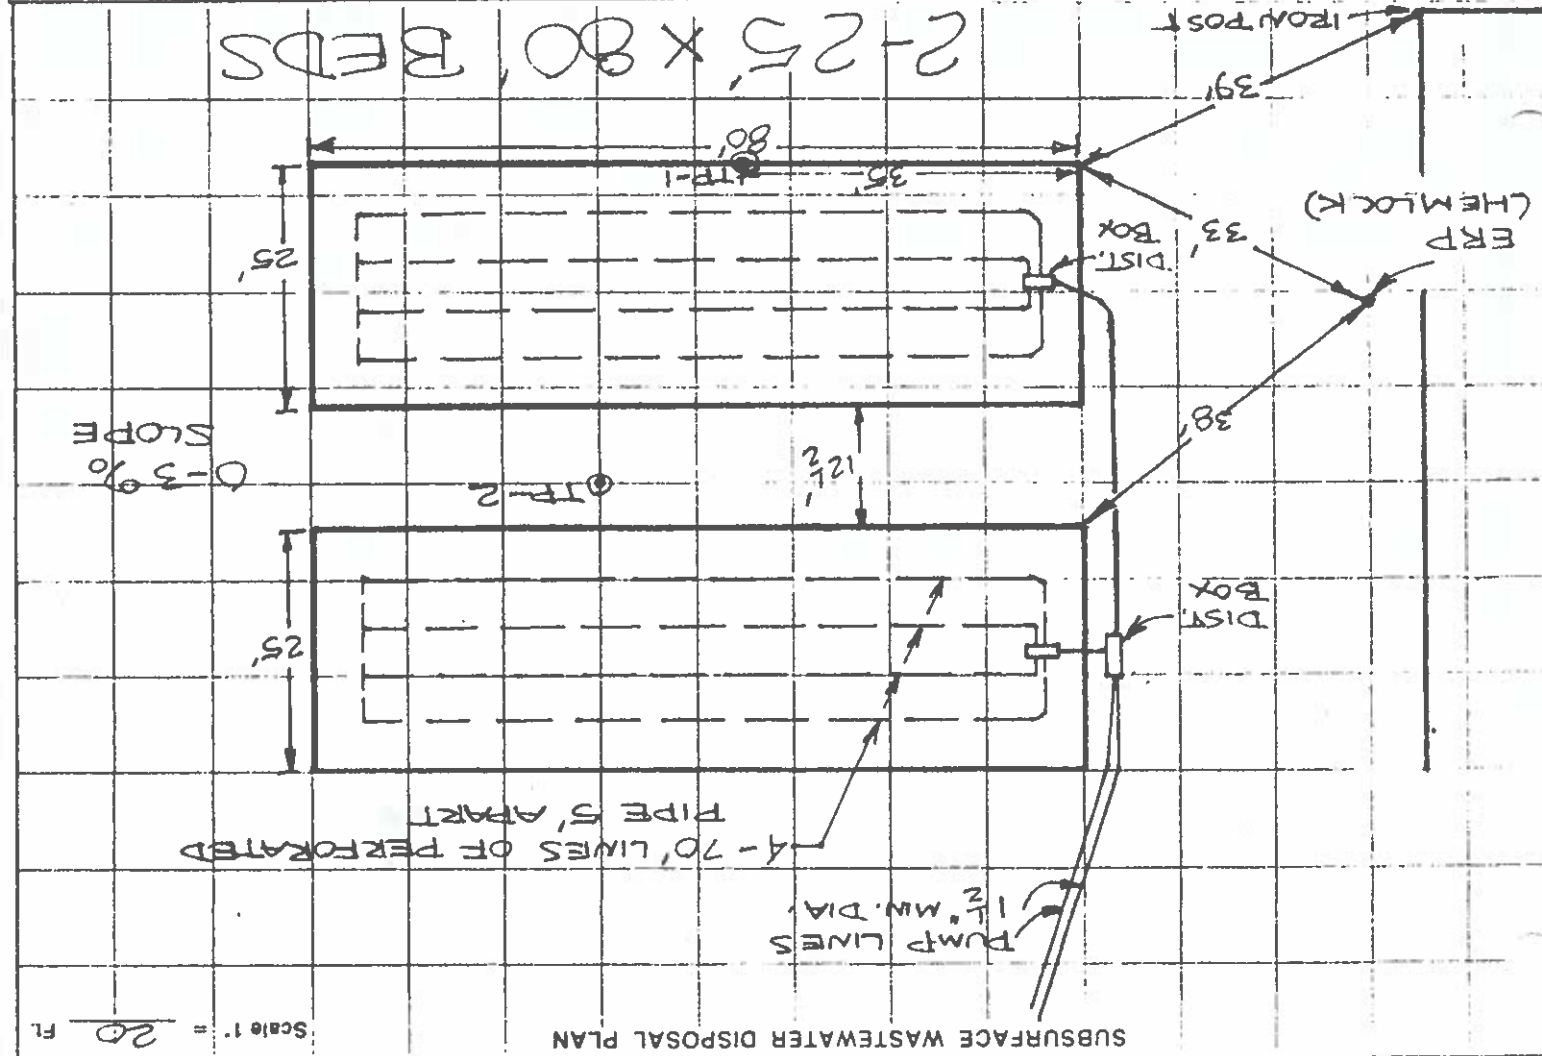 SUBSURFACE WASTEWATER DISPOSAL PLAN
Scale 1" = 20 Ft.
PUMP LINES
1½" MIN. DIA.
4-70' LINES OF PERFORATED
PIPE 5' APART
DIST.
BOX
25'
38'
TP-2
12½'
0-3%
SLOPE
DIST.
BOX
25'
ERP
(HEMLOCK)
33'
35'
TP-1
80'
39'
IRON POST
2-25' X 80' BEDS